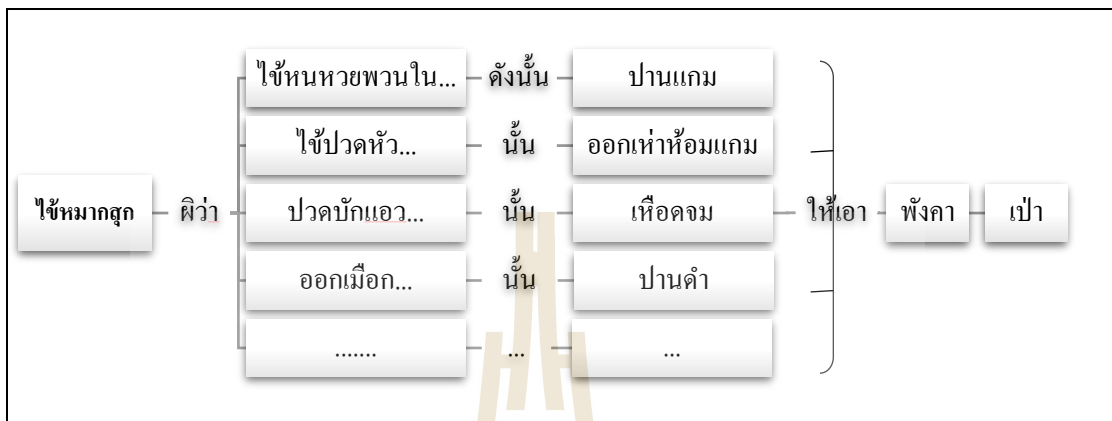 ไข้หนหวยพวนใน... ดังนั้น ปานแกม
ไข้ปวดหัว... นั้น ออกเห่าห้อมแกม
ไข้หมากสุก ผิว่า ปวดบักแอว... นั้น เหือดจม ให้เอา พังคา เป่า
ออกเมือก... นั้น ปานดำ
....... ... ...